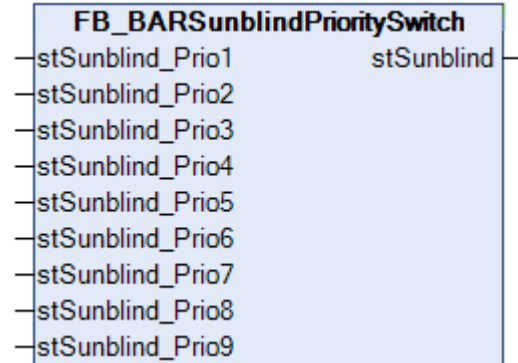 FB_BARSunblindPrioritySwitch
stSunblind_Prio1 stSunblind
stSunblind_Prio2
stSunblind_Prio3
stSunblind_Prio4
stSunblind_Prio5
stSunblind_Prio6
stSunblind_Prio7
stSunblind_Prio8
stSunblind_Prio9